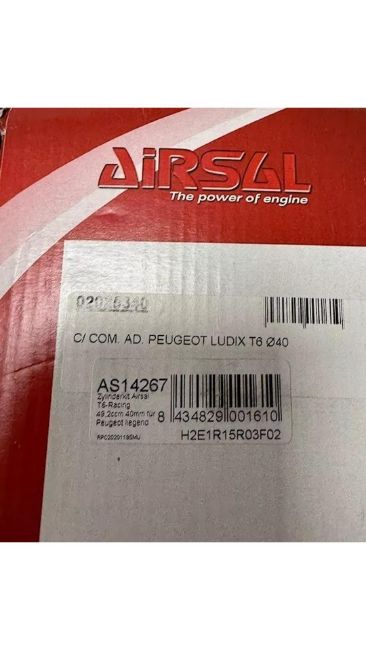 AiRSAL
The power of engine
C/ COM. AD. PEUGEOT LUDIX T6 Ø40
AS14267
Zylinderkit Airsal
T6-Racing
49,2ccm 40mm für
Peugeot liegend
8 434829 001610
H2E1R15R03F02